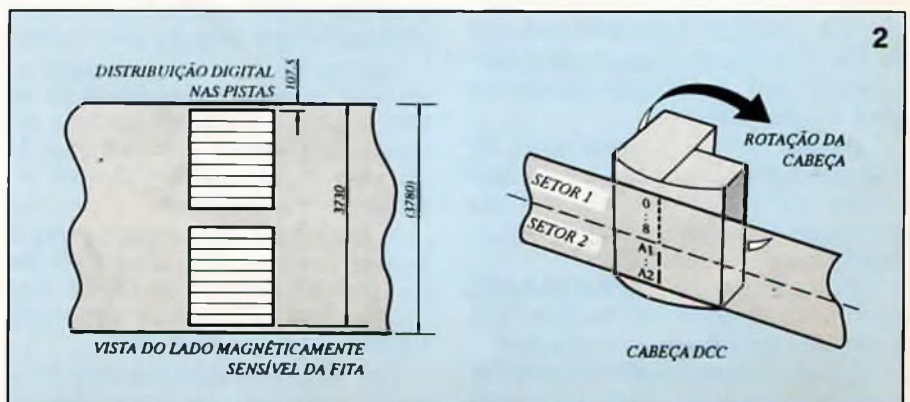 2
DISTRIBUIÇÃO DIGITAL
NAS PISTAS
107.5
3730
(3780)
VISTA DO LADO MAGNÉTICAMENTE
SENSÍVEL DA FITA
ROTAÇÃO DA
CABEÇA
SETOR 1
SETOR 2
0
:
8
A1
:
A2
CABEÇA DCC